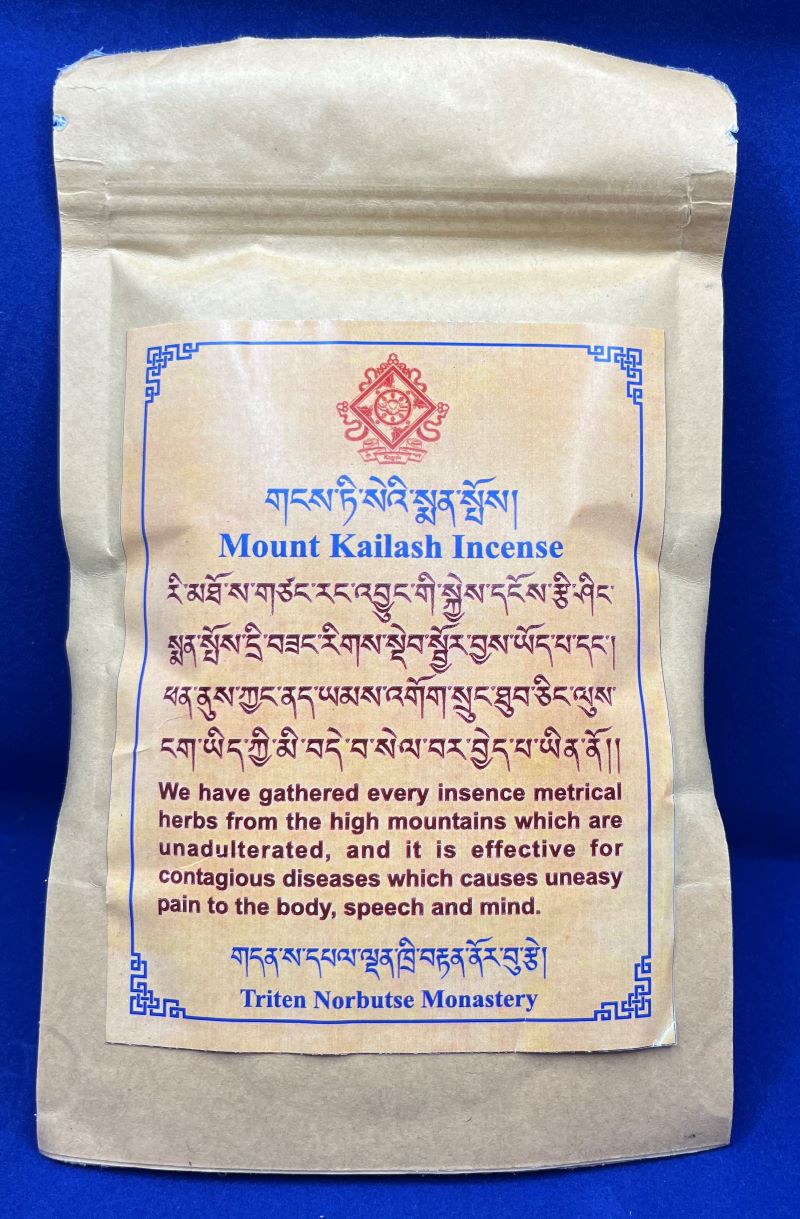 གངས་ཏི་སེའི་སྨན་སྤོས།
Mount Kailash Incense
རི་མཐོ་ས་གཙང་རང་འབྱུང་གི་སྐྱེས་དངོས་རྩི་ཤིང་
སྨན་སྤོས་དྲི་བཟང་རིགས་སྡེབ་སྦྱོར་བྱས་ཡོད་པ་དང་།
ཕན་ནུས་ཀྱང་ནད་ཡམས་འགོག་སྲུང་ཐུབ་ཅིང་ལུས་
ངག་ཡིད་ཀྱི་མི་བདེ་བ་སེལ་བར་བྱེད་པ་ཡིན་ནོ།།
We have gathered every insence metrical
herbs from the high mountains which are
unadulterated, and it is effective for
contagious diseases which causes uneasy
pain to the body, speech and mind.
གདན་ས་དཔལ་ལྡན་ཁྲི་བརྟན་ནོར་བུ་རྩེ།
Triten Norbutse Monastery